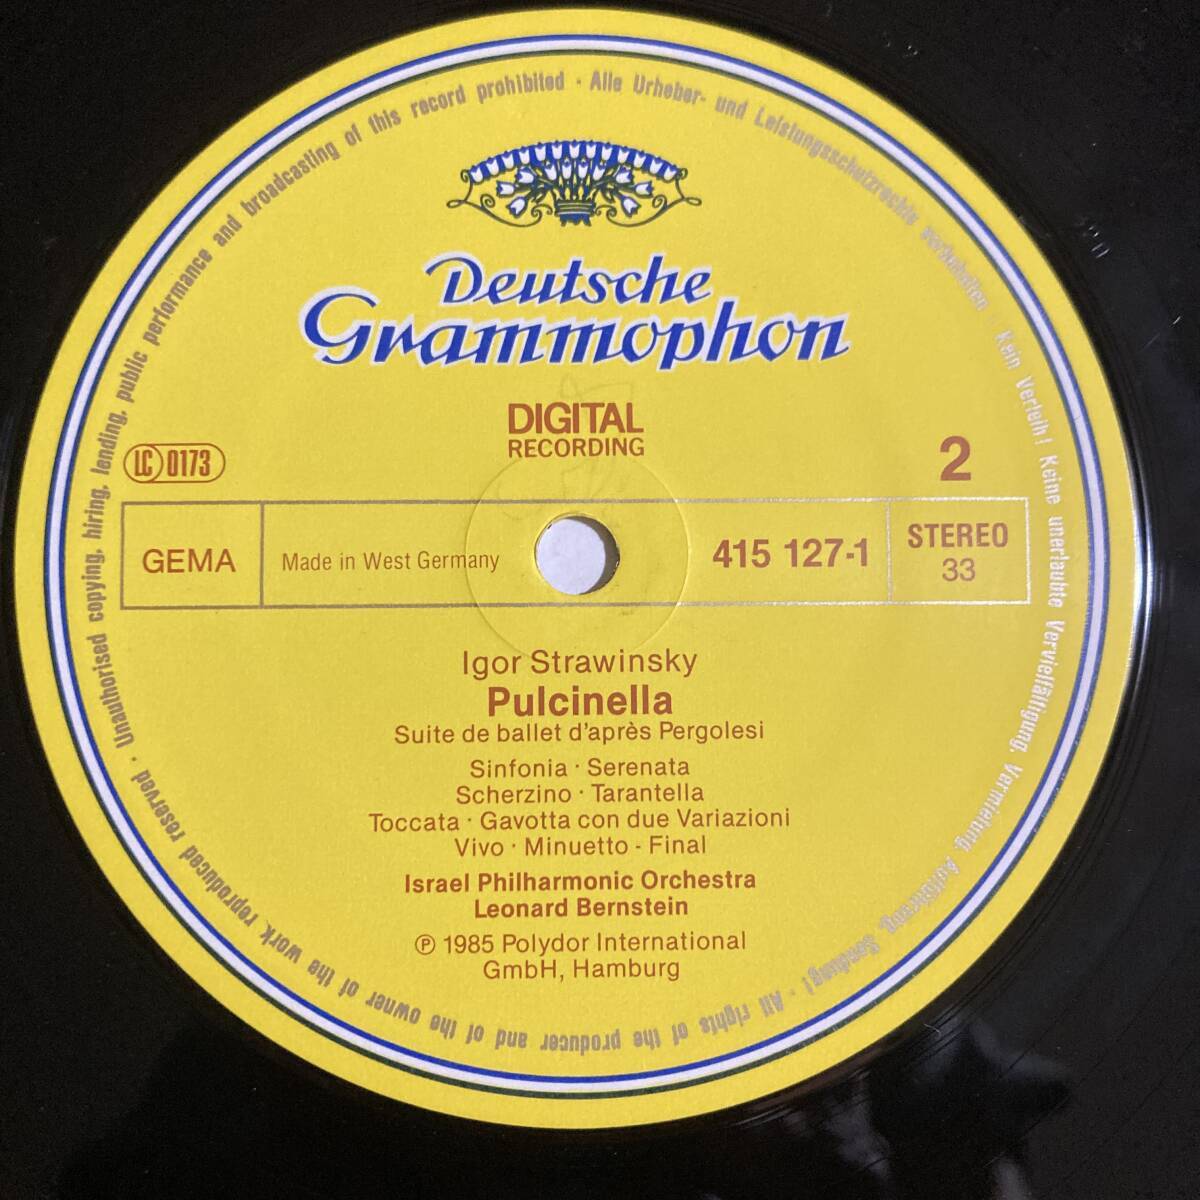 Deutsche
Grammophon
DIGITAL
RECORDING
LC 0173
2
GEMA
Made in West Germany
415 127-1
STEREO
33
Igor Strawinsky
Pulcinella
Suite de ballet d'après Pergolesi
Sinfonia · Serenata
Scherzino · Tarantella
Toccata · Gavotta con due Variazioni
Vivo · Minuetto - Final
Israel Philharmonic Orchestra
Leonard Bernstein
℗ 1985 Polydor International
GmbH, Hamburg
Alle Urheber- und Leistungsschutzrechte vorbehalten · Kein Verleih! Keine unerlaubte Vervielfältigung, Vermietung, Aufführung, Sendung! · All rights of the producer and of the owner of the work reproduced reserved · Unauthorised copying, hiring, lending, public performance and broadcasting of this record prohibited ·